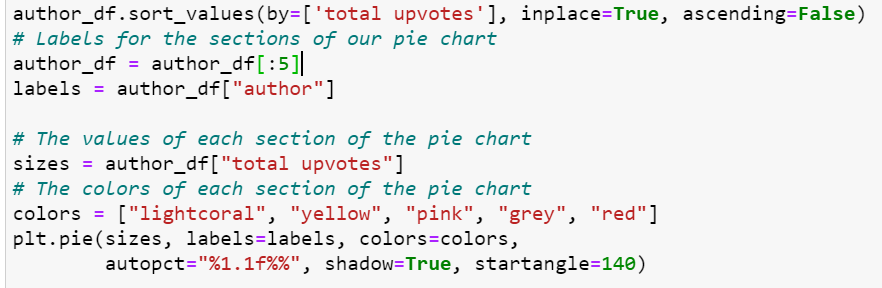 author_df.sort_values(by=['total upvotes'], inplace=True, ascending=False)
# Labels for the sections of our pie chart
author_df = author_df[:5]
labels = author_df["author"]
# The values of each section of the pie chart
sizes = author_df["total upvotes"]
# The colors of each section of the pie chart
colors = ["lightcoral", "yellow", "pink", "grey", "red"]
plt.pie(sizes, labels=labels, colors=colors,
autopct="%1.1f%%", shadow=True, startangle=140)